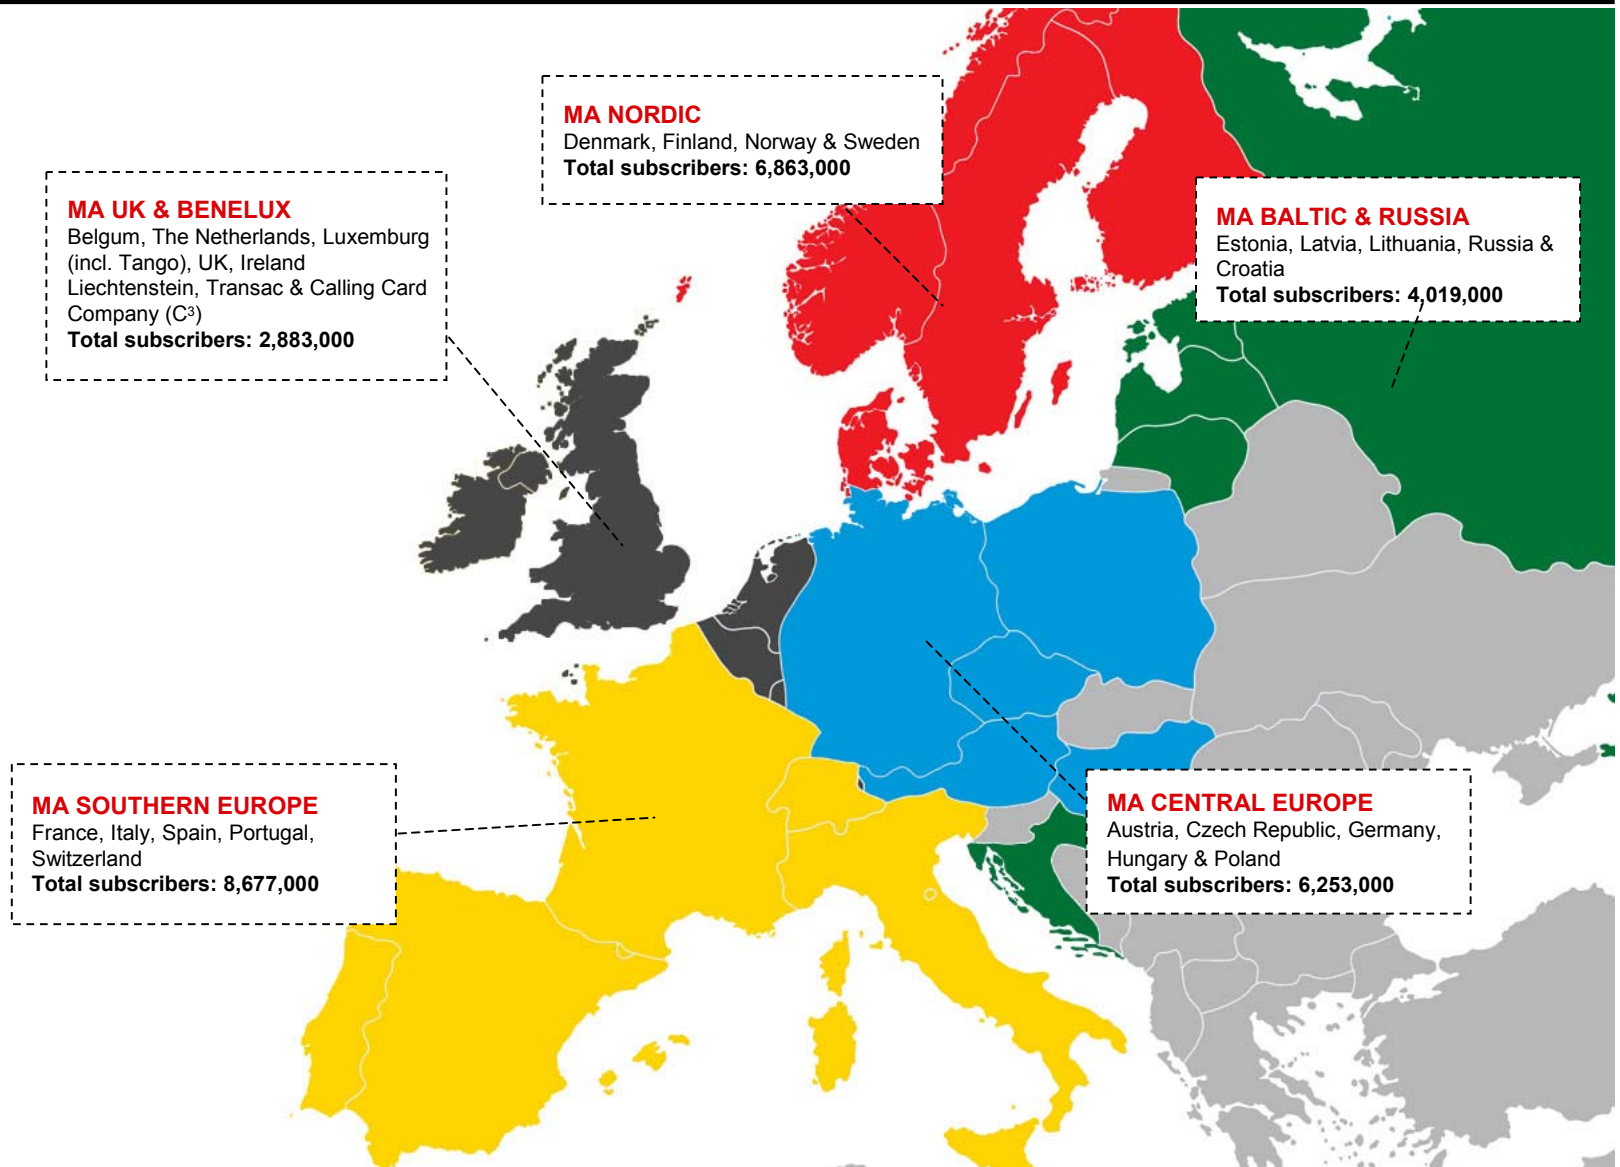 MA NORDIC
Denmark, Finland, Norway & Sweden
Total subscribers: 6,863,000
MA UK & BENELUX
Belgum, The Netherlands, Luxemburg
(incl. Tango), UK, Ireland
Liechtenstein, Transac & Calling Card
Company (C³)
Total subscribers: 2,883,000
MA BALTIC & RUSSIA
Estonia, Latvia, Lithuania, Russia &
Croatia
Total subscribers: 4,019,000
MA SOUTHERN EUROPE
France, Italy, Spain, Portugal,
Switzerland
Total subscribers: 8,677,000
MA CENTRAL EUROPE
Austria, Czech Republic, Germany,
Hungary & Poland
Total subscribers: 6,253,000